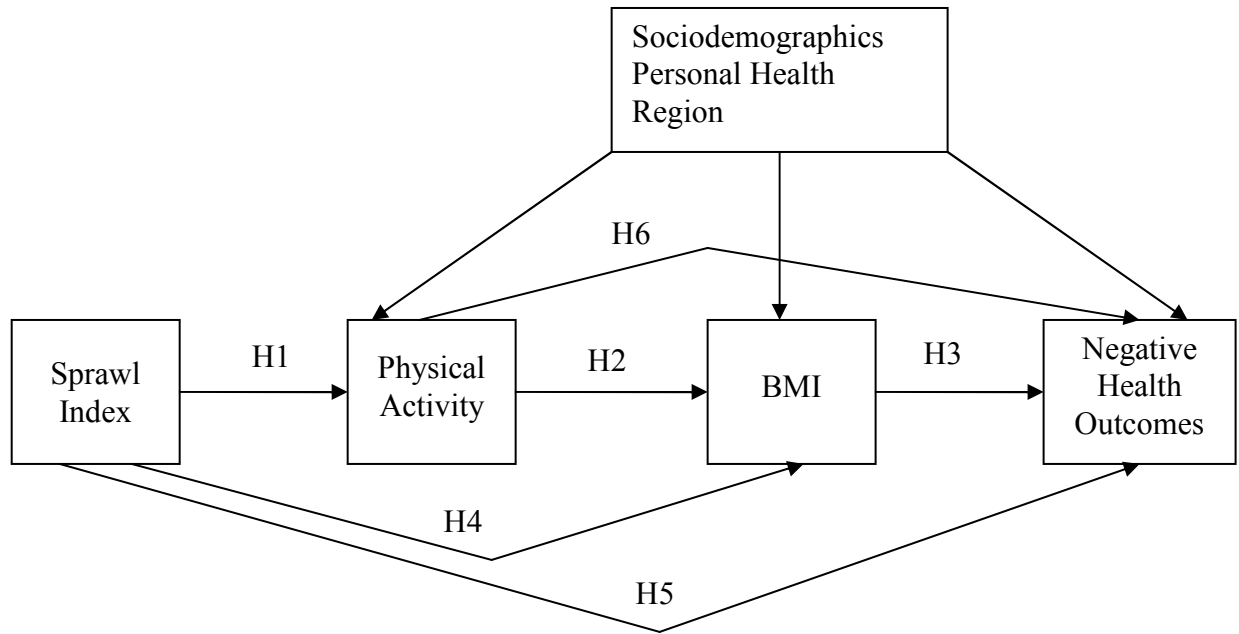 Sociodemographics
Personal Health
Region
H6
Sprawl
Index
H1
Physical
Activity
H2
BMI
H3
Negative
Health
Outcomes
H4
H5